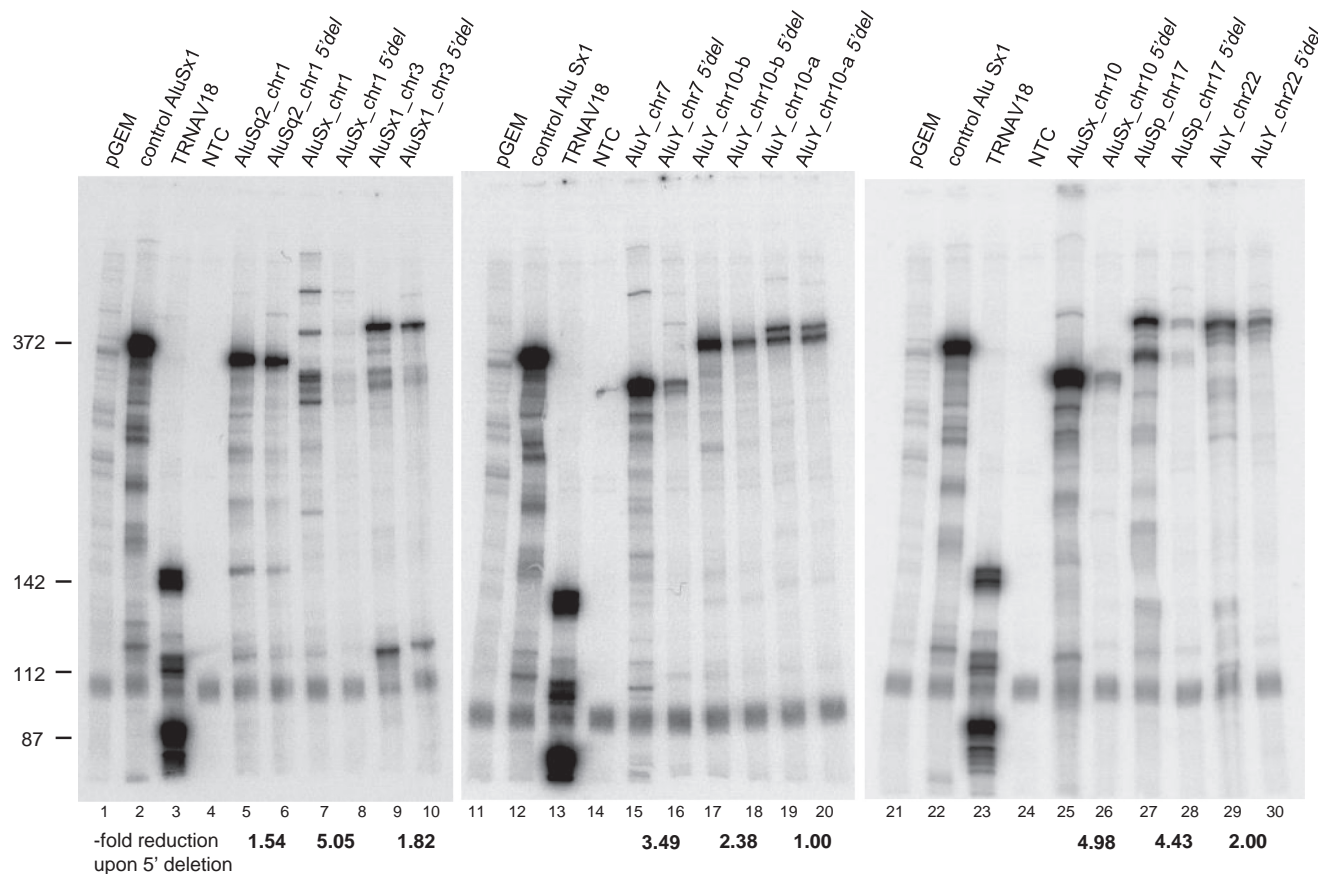 pGEM
control AluSx1
TRNAV18
NTC
AluSq2_chr1
AluSq2_chr1 5'del
AluSx_chr1
AluSx_chr1 5'del
AluSx1_chr3
AluSx1_chr3 5'del
pGEM
control Alu Sx1
TRNAV18
NTC
AluY_chr7
AluY_chr7 5'del
AluY_chr10-b
AluY_chr10-b 5'del
AluY_chr10-a
AluY_chr10-a 5'del
pGEM
control Alu Sx1
TRNAV18
NTC
AluSx_chr10
AluSx_chr10 5'del
AluSp_chr17
AluSp_chr17 5'del
AluY_chr22
AluY_chr22 5'del
372
142
112
87
1 2 3 4 5 6 7 8 9 10 11 12 13 14 15 16 17 18 19 20 21 22 23 24 25 26 27 28 29 30
-fold reduction 1.54 5.05 1.82 3.49 2.38 1.00 4.98 4.43 2.00
upon 5' deletion